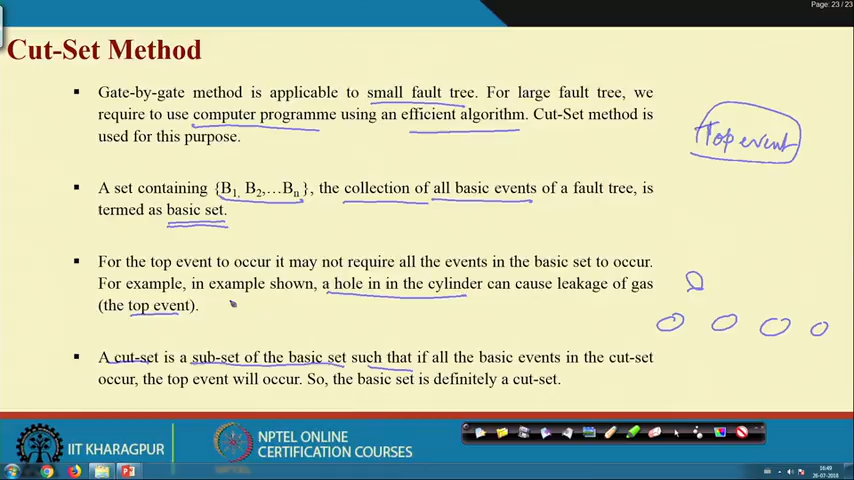 Page: 23 / 23
Cut-Set Method
▪ Gate-by-gate method is applicable to small fault tree. For large fault tree, we
require to use computer programme using an efficient algorithm. Cut-Set method is
used for this purpose.
Top event
▪ A set containing {B1, B2,…Bn}, the collection of all basic events of a fault tree, is
termed as basic set.
▪ For the top event to occur it may not require all the events in the basic set to occur.
For example, in example shown, a hole in in the cylinder can cause leakage of gas
(the top event).
▪ A cut-set is a sub-set of the basic set such that if all the basic events in the cut-set
occur, the top event will occur. So, the basic set is definitely a cut-set.
IIT KHARAGPUR
NPTEL ONLINE
CERTIFICATION COURSES
16:49
26-07-2018